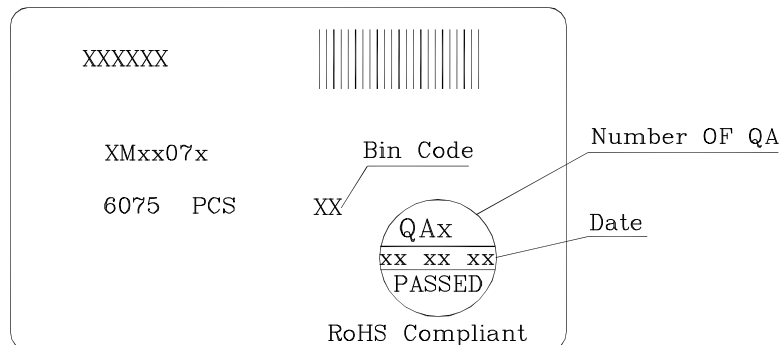 XXXXXX
XMxx07x
Bin Code
Number OF QA
6075 PCS
XX
QAx
Date
xx xx xx
PASSED
RoHS Compliant